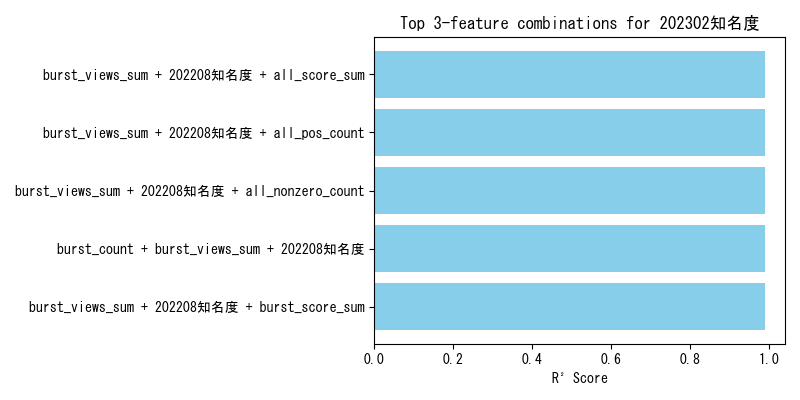 Top 3-feature combinations for 202302知名度
burst_views_sum + 202208知名度 + all_score_sum
burst_views_sum + 202208知名度 + all_pos_count
burst_views_sum + 202208知名度 + all_nonzero_count
burst_count + burst_views_sum + 202208知名度
burst_views_sum + 202208知名度 + burst_score_sum
0.0 0.2 0.4 0.6 0.8 1.0
R² Score